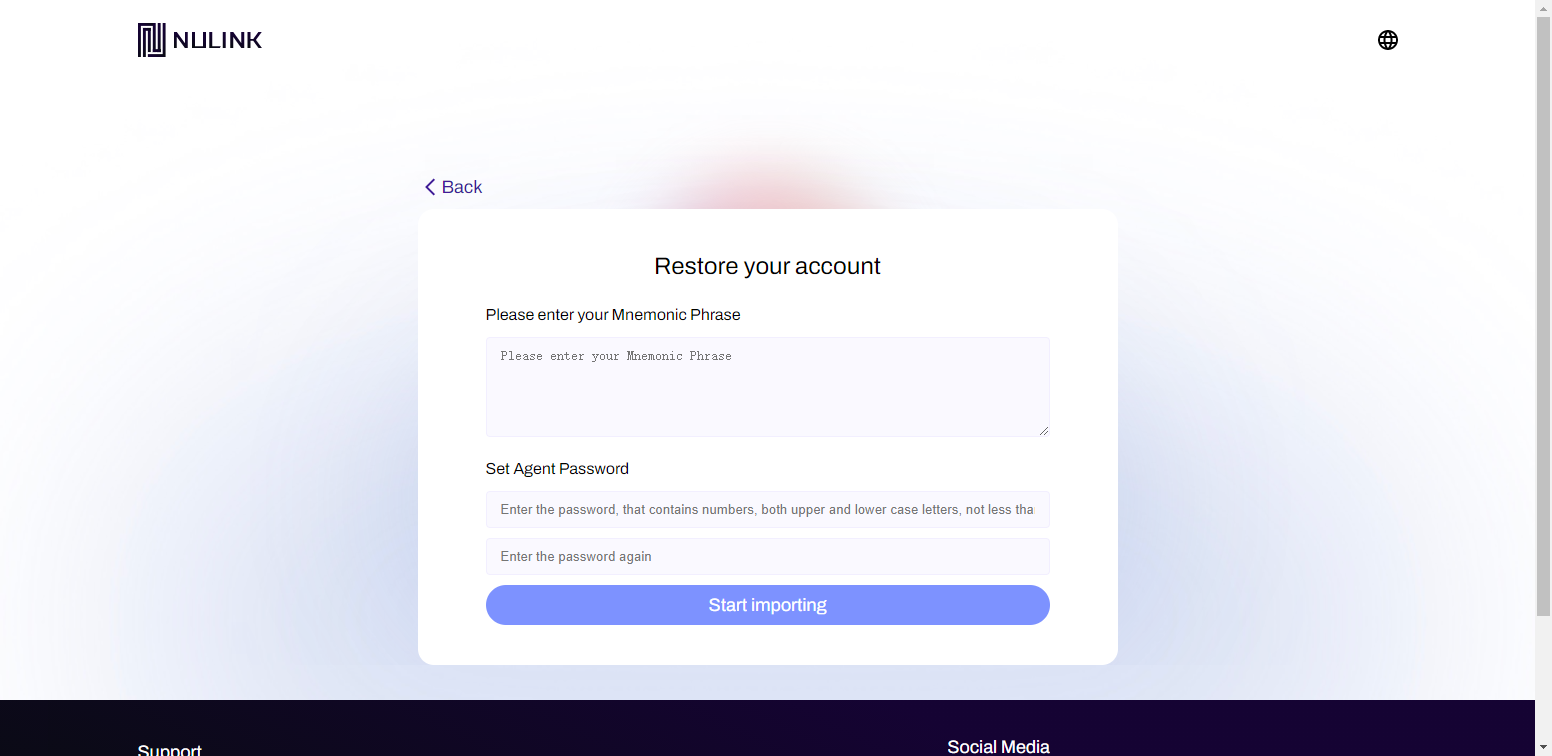 NULINK
Back
Restore your account
Please enter your Mnemonic Phrase
Please enter your Mnemonic Phrase
Set Agent Password
Enter the password, that contains numbers, both upper and lower case letters, not less tha
Enter the password again
Start importing
Support
Social Media